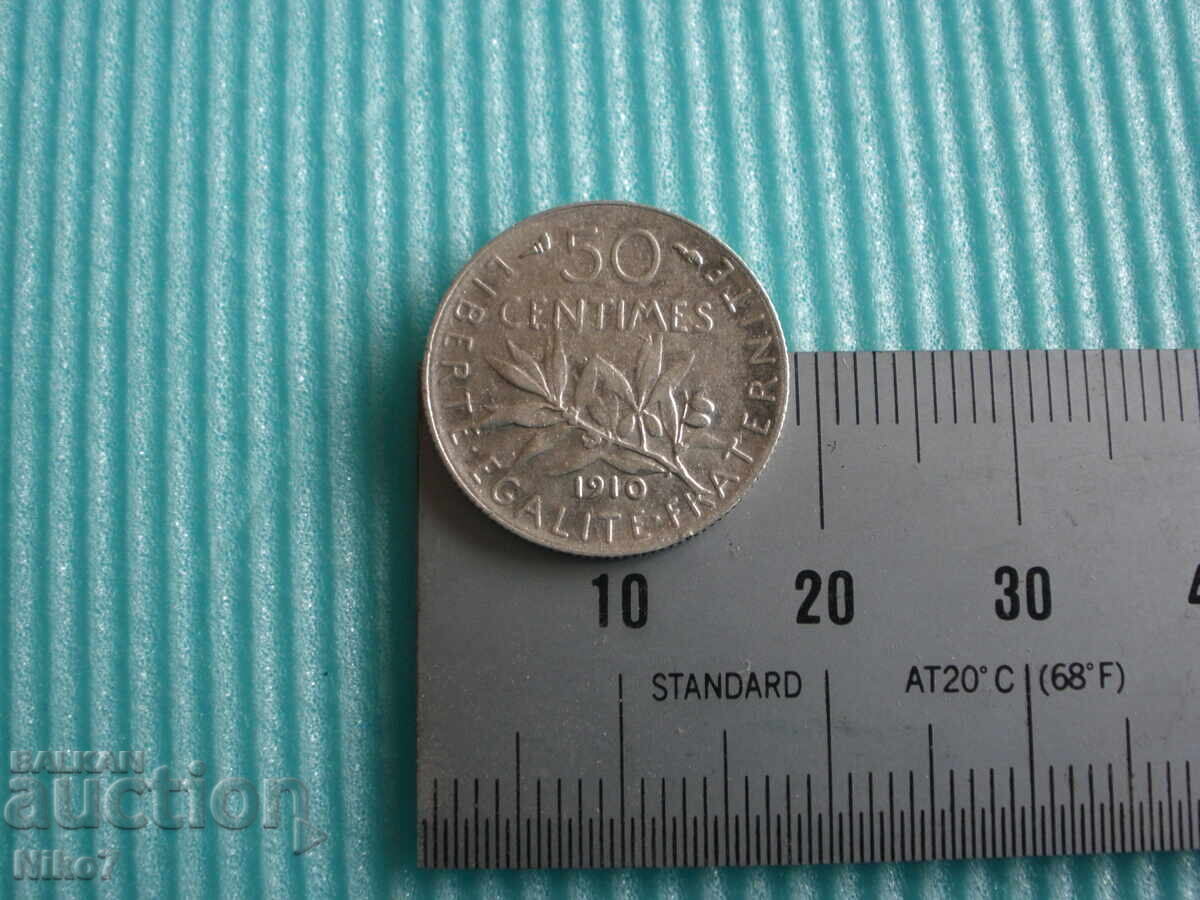 50
CENTIMES
LIBERTE·EGALITE·FRATERNITE
1910
10 20 30
STANDARD AT20°C (68°F)
BALKAN
auction
Niko7